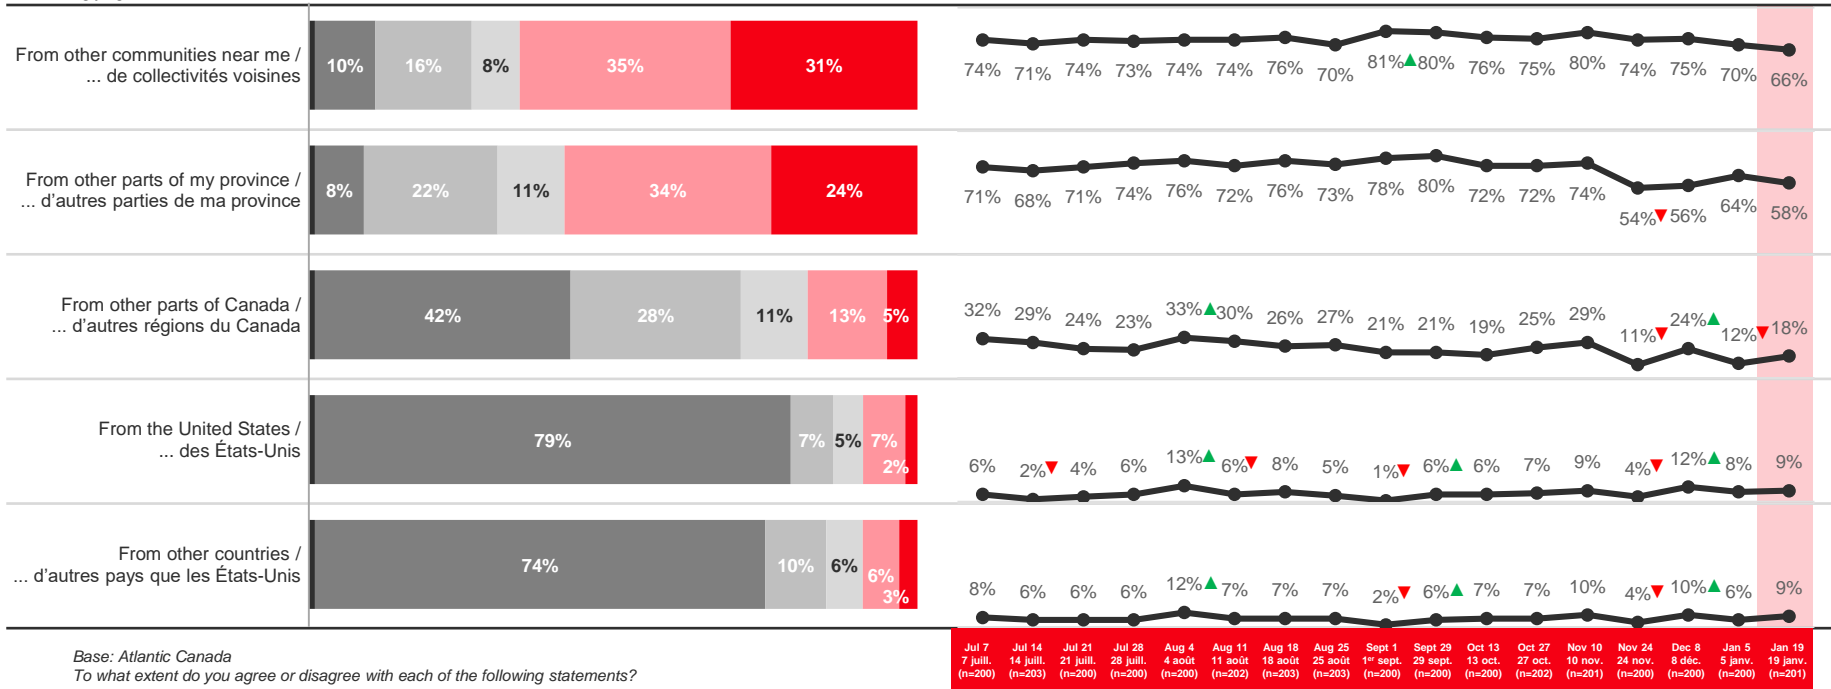 From other communities near me /
... de collectivités voisines
10% 16% 8% 35% 31%
74% 71% 74% 73% 74% 74% 76% 70% 81% 80% 76% 75% 80% 74% 75% 70% 66%
From other parts of my province /
... d'autres parties de ma province
8% 22% 11% 34% 24%
71% 68% 71% 74% 76% 72% 76% 73% 78% 80% 72% 72% 74% 54% 56% 64% 58%
From other parts of Canada /
... d'autres régions du Canada
42% 28% 11% 13% 5%
32% 29% 24% 23% 33% 30% 26% 27% 21% 21% 19% 25% 29% 11% 24% 12% 18%
From the United States /
... des États-Unis
79% 7% 5% 7% 2%
6% 2% 4% 6% 13% 6% 8% 5% 1% 6% 6% 7% 9% 4% 12% 8% 9%
From other countries /
... d'autres pays que les États-Unis
74% 10% 6% 6% 3%
8% 6% 6% 6% 12% 7% 7% 7% 2% 6% 7% 7% 10% 4% 10% 6% 9%
Jul 7 Jul 14 Jul 21 Jul 28 Aug 4 Aug 11 Aug 18 Aug 25 Sept 1 Sept 29 Oct 13 Oct 27 Nov 10 Nov 24 Dec 8 Jan 5 Jan 19
7 juill. 14 juill. 21 juill. 28 juill. 4 août 11 août 18 août 25 août 1er sept. 29 sept. 13 oct. 27 oct. 10 nov. 24 nov. 8 déc. 5 janv. 19 janv.
(n=200) (n=203) (n=200) (n=200) (n=200) (n=202) (n=203) (n=203) (n=200) (n=200) (n=200) (n=202) (n=201) (n=200) (n=200) (n=200) (n=201)
Base: Atlantic Canada
To what extent do you agree or disagree with each of the following statements?